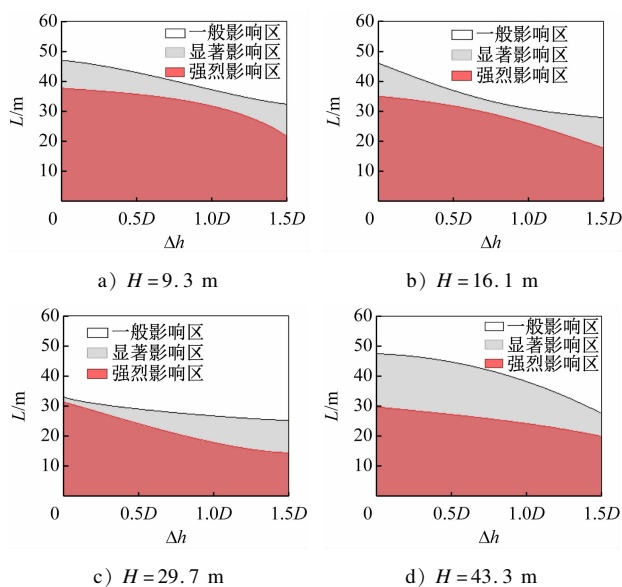 60
50
40
30
20
10
L/m
一般影响区
显著影响区
强烈影响区
0
0.5D
1.0D
1.5D
Δh
a) H=9.3 m
60
50
40
30
20
10
L/m
一般影响区
显著影响区
强烈影响区
0
0.5D
1.0D
1.5D
Δh
b) H=16.1 m
60
50
40
30
20
10
L/m
一般影响区
显著影响区
强烈影响区
0
0.5D
1.0D
1.5D
Δh
c) H=29.7 m
60
50
40
30
20
10
L/m
一般影响区
显著影响区
强烈影响区
0
0.5D
1.0D
1.5D
Δh
d) H=43.3 m